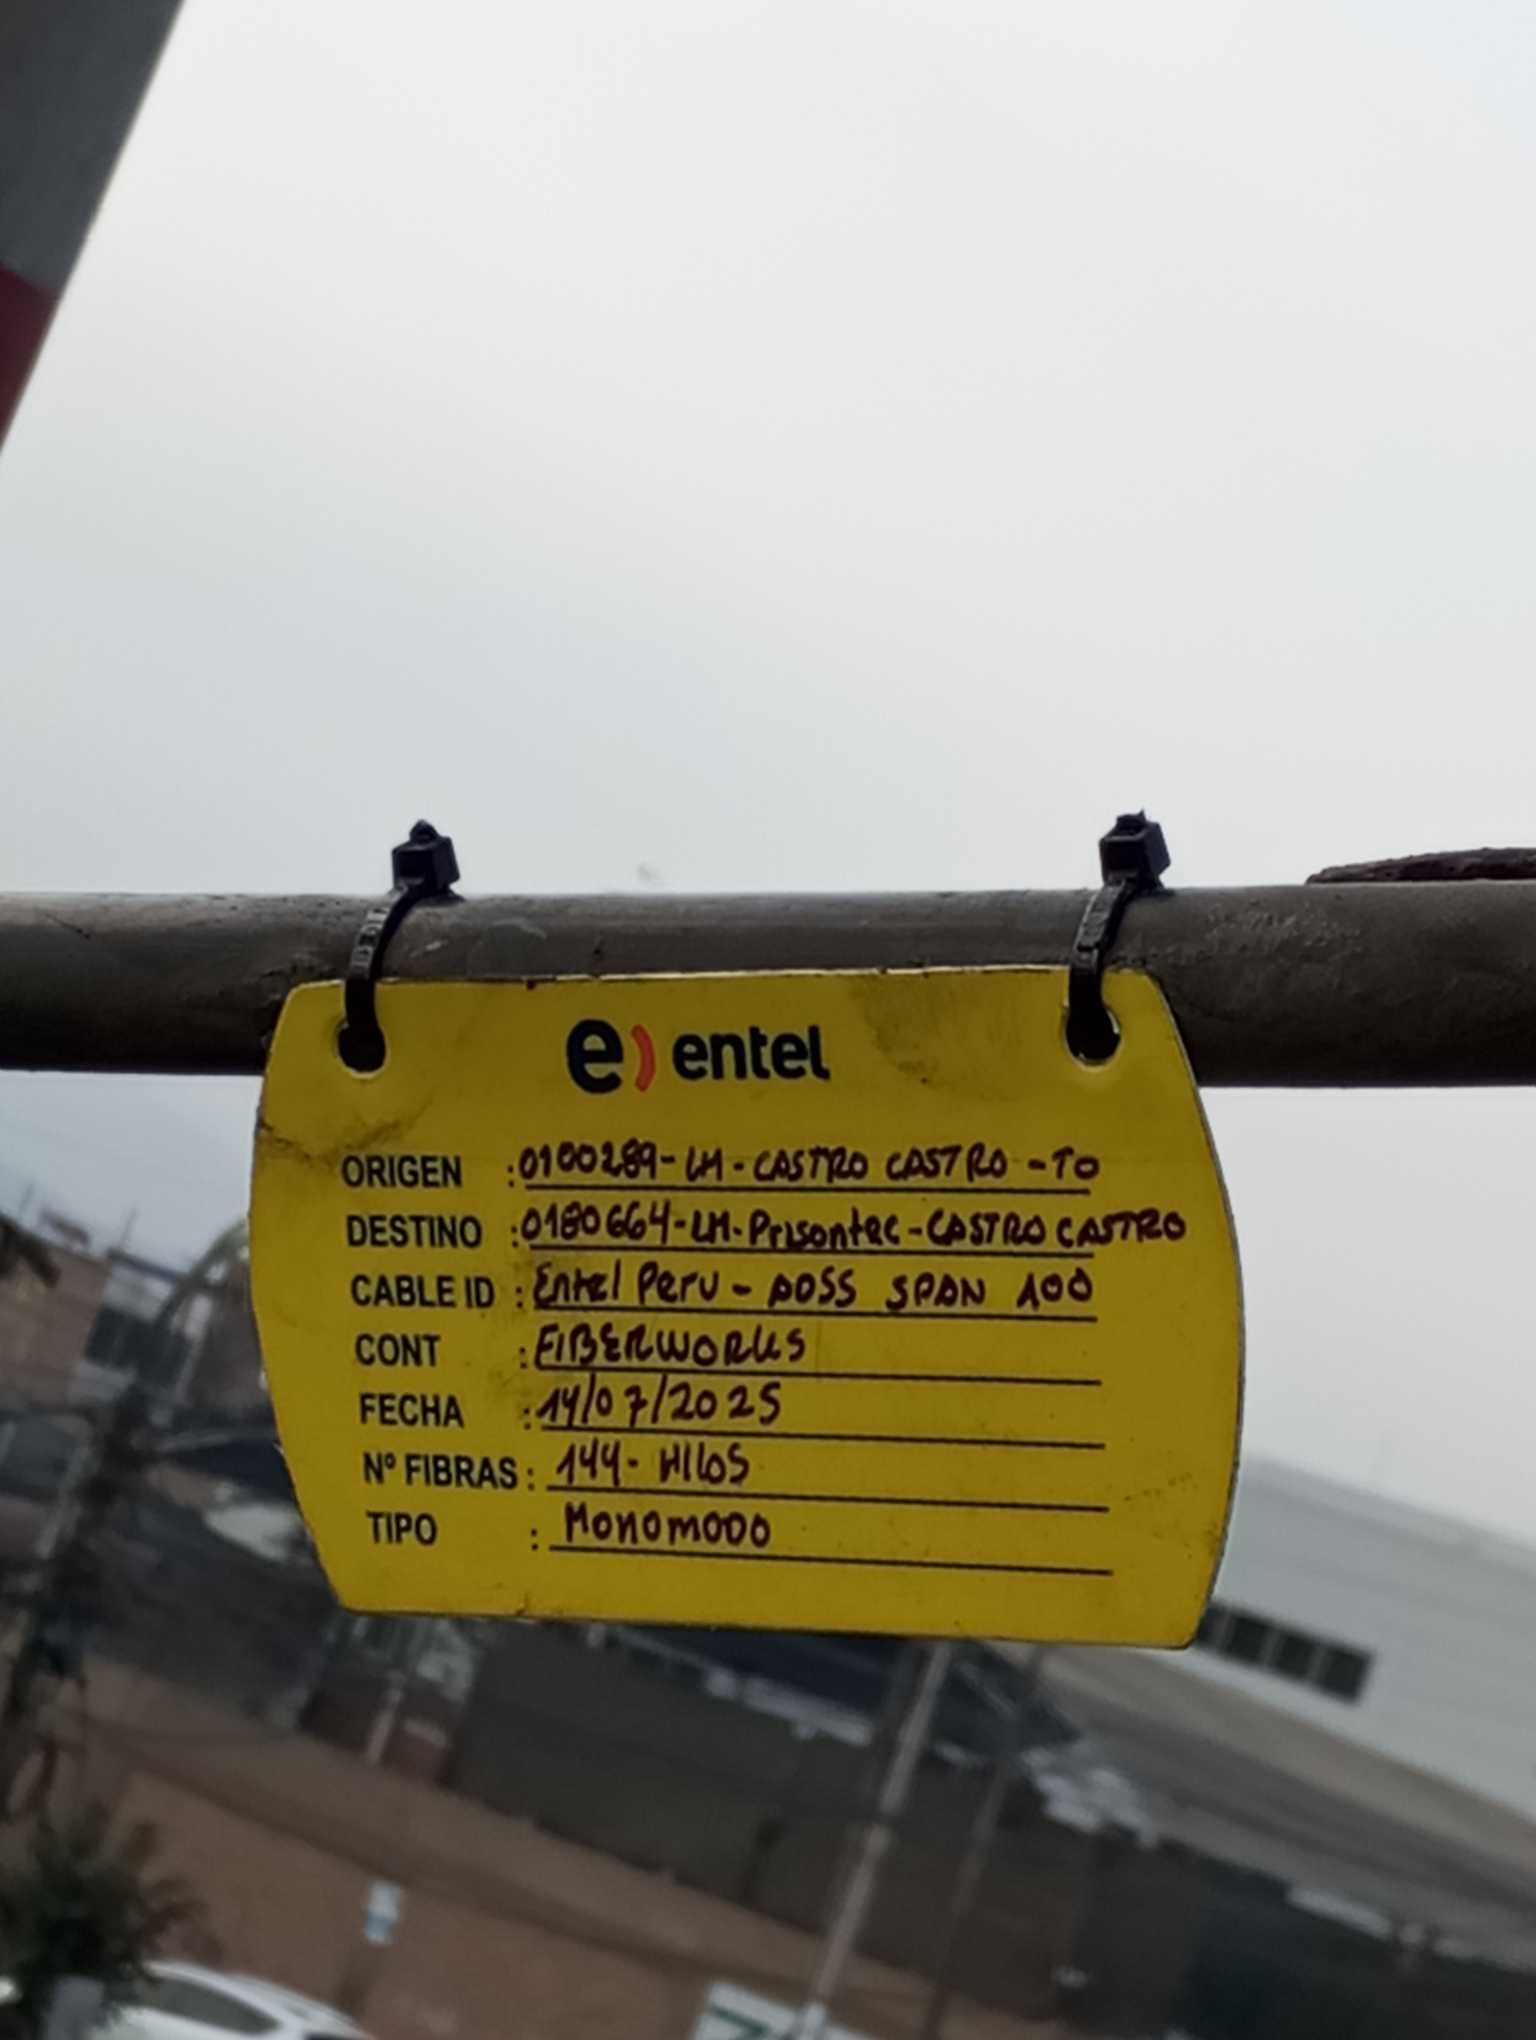 e) entel
ORIGEN : 0100289-LM-CASTRO CASTRO-TO
DESTINO : 0180664-LM-Prisontec-CASTRO CASTRO
CABLE ID : Entel Peru - ADSS SPAN 100
CONT : FIBERWORKS
FECHA : 14/07/2025
Nº FIBRAS : 144- HILOS
TIPO : MONOMODO